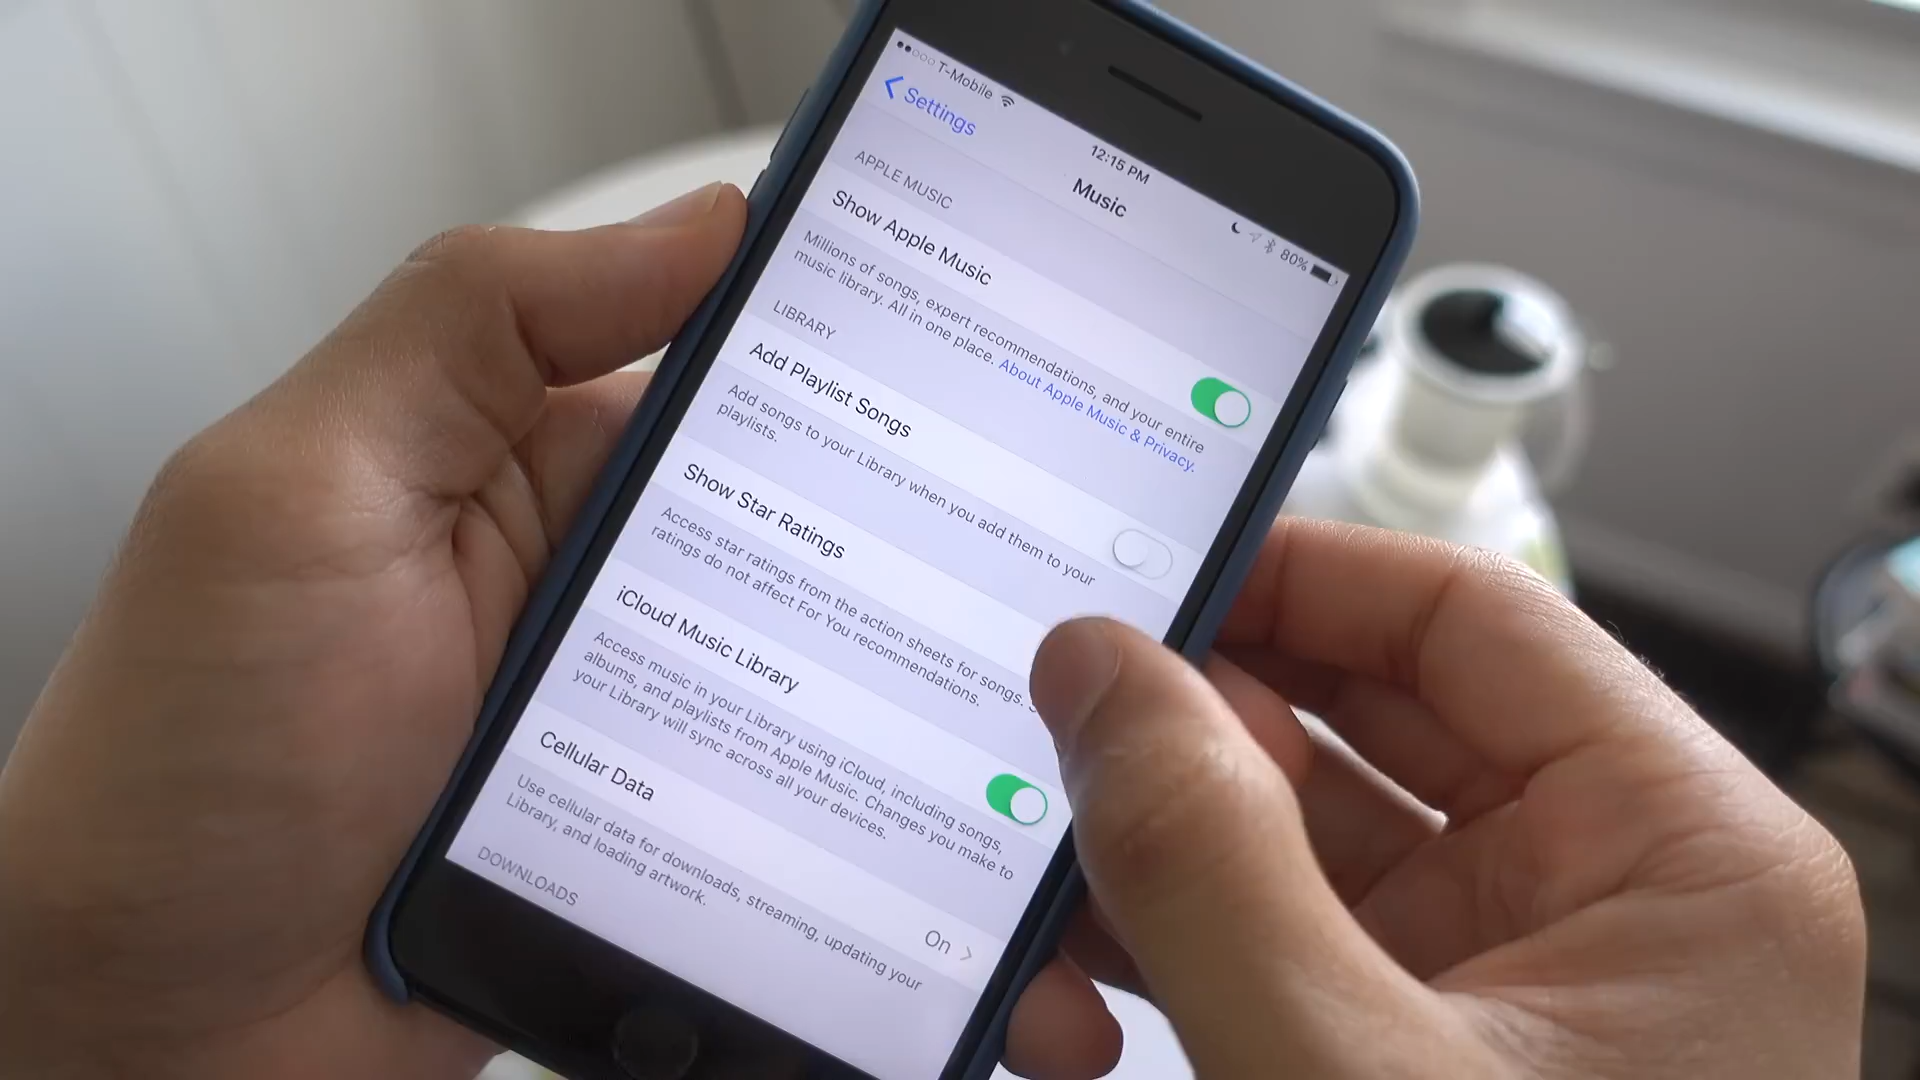 T-Mobile
12:15 PM
80%
Settings
Music
APPLE MUSIC
Show Apple Music
Millions of songs, expert recommendations, and your entire
music library. All in one place. About Apple Music & Privacy.
LIBRARY
Add Playlist Songs
Add songs to your Library when you add them to your
playlists.
Show Star Ratings
Access star ratings from the action sheets for songs.
ratings do not affect For You recommendations.
iCloud Music Library
Access music in your Library using iCloud, including songs,
albums, and playlists from Apple Music. Changes you make to
your Library will sync across all your devices.
Cellular Data
On
Use cellular data for downloads, streaming, updating your
Library, and loading artwork.
DOWNLOADS